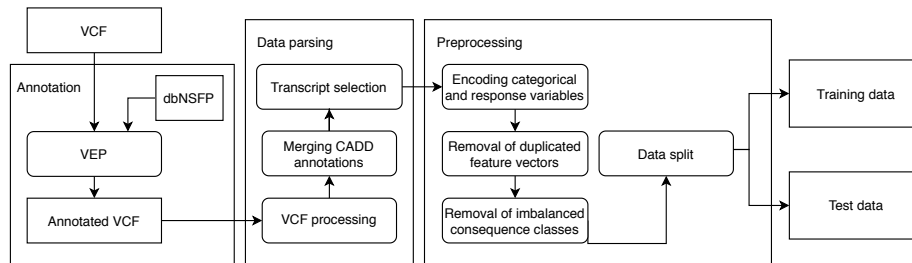 VCF
Annotation
dbNSFP
VEP
Annotated VCF
Data parsing
Transcript selection
Merging CADD
annotations
VCF processing
Preprocessing
Encoding categorical
and response variables
Removal of duplicated
feature vectors
Removal of imbalanced
consequence classes
Data split
Training data
Test data